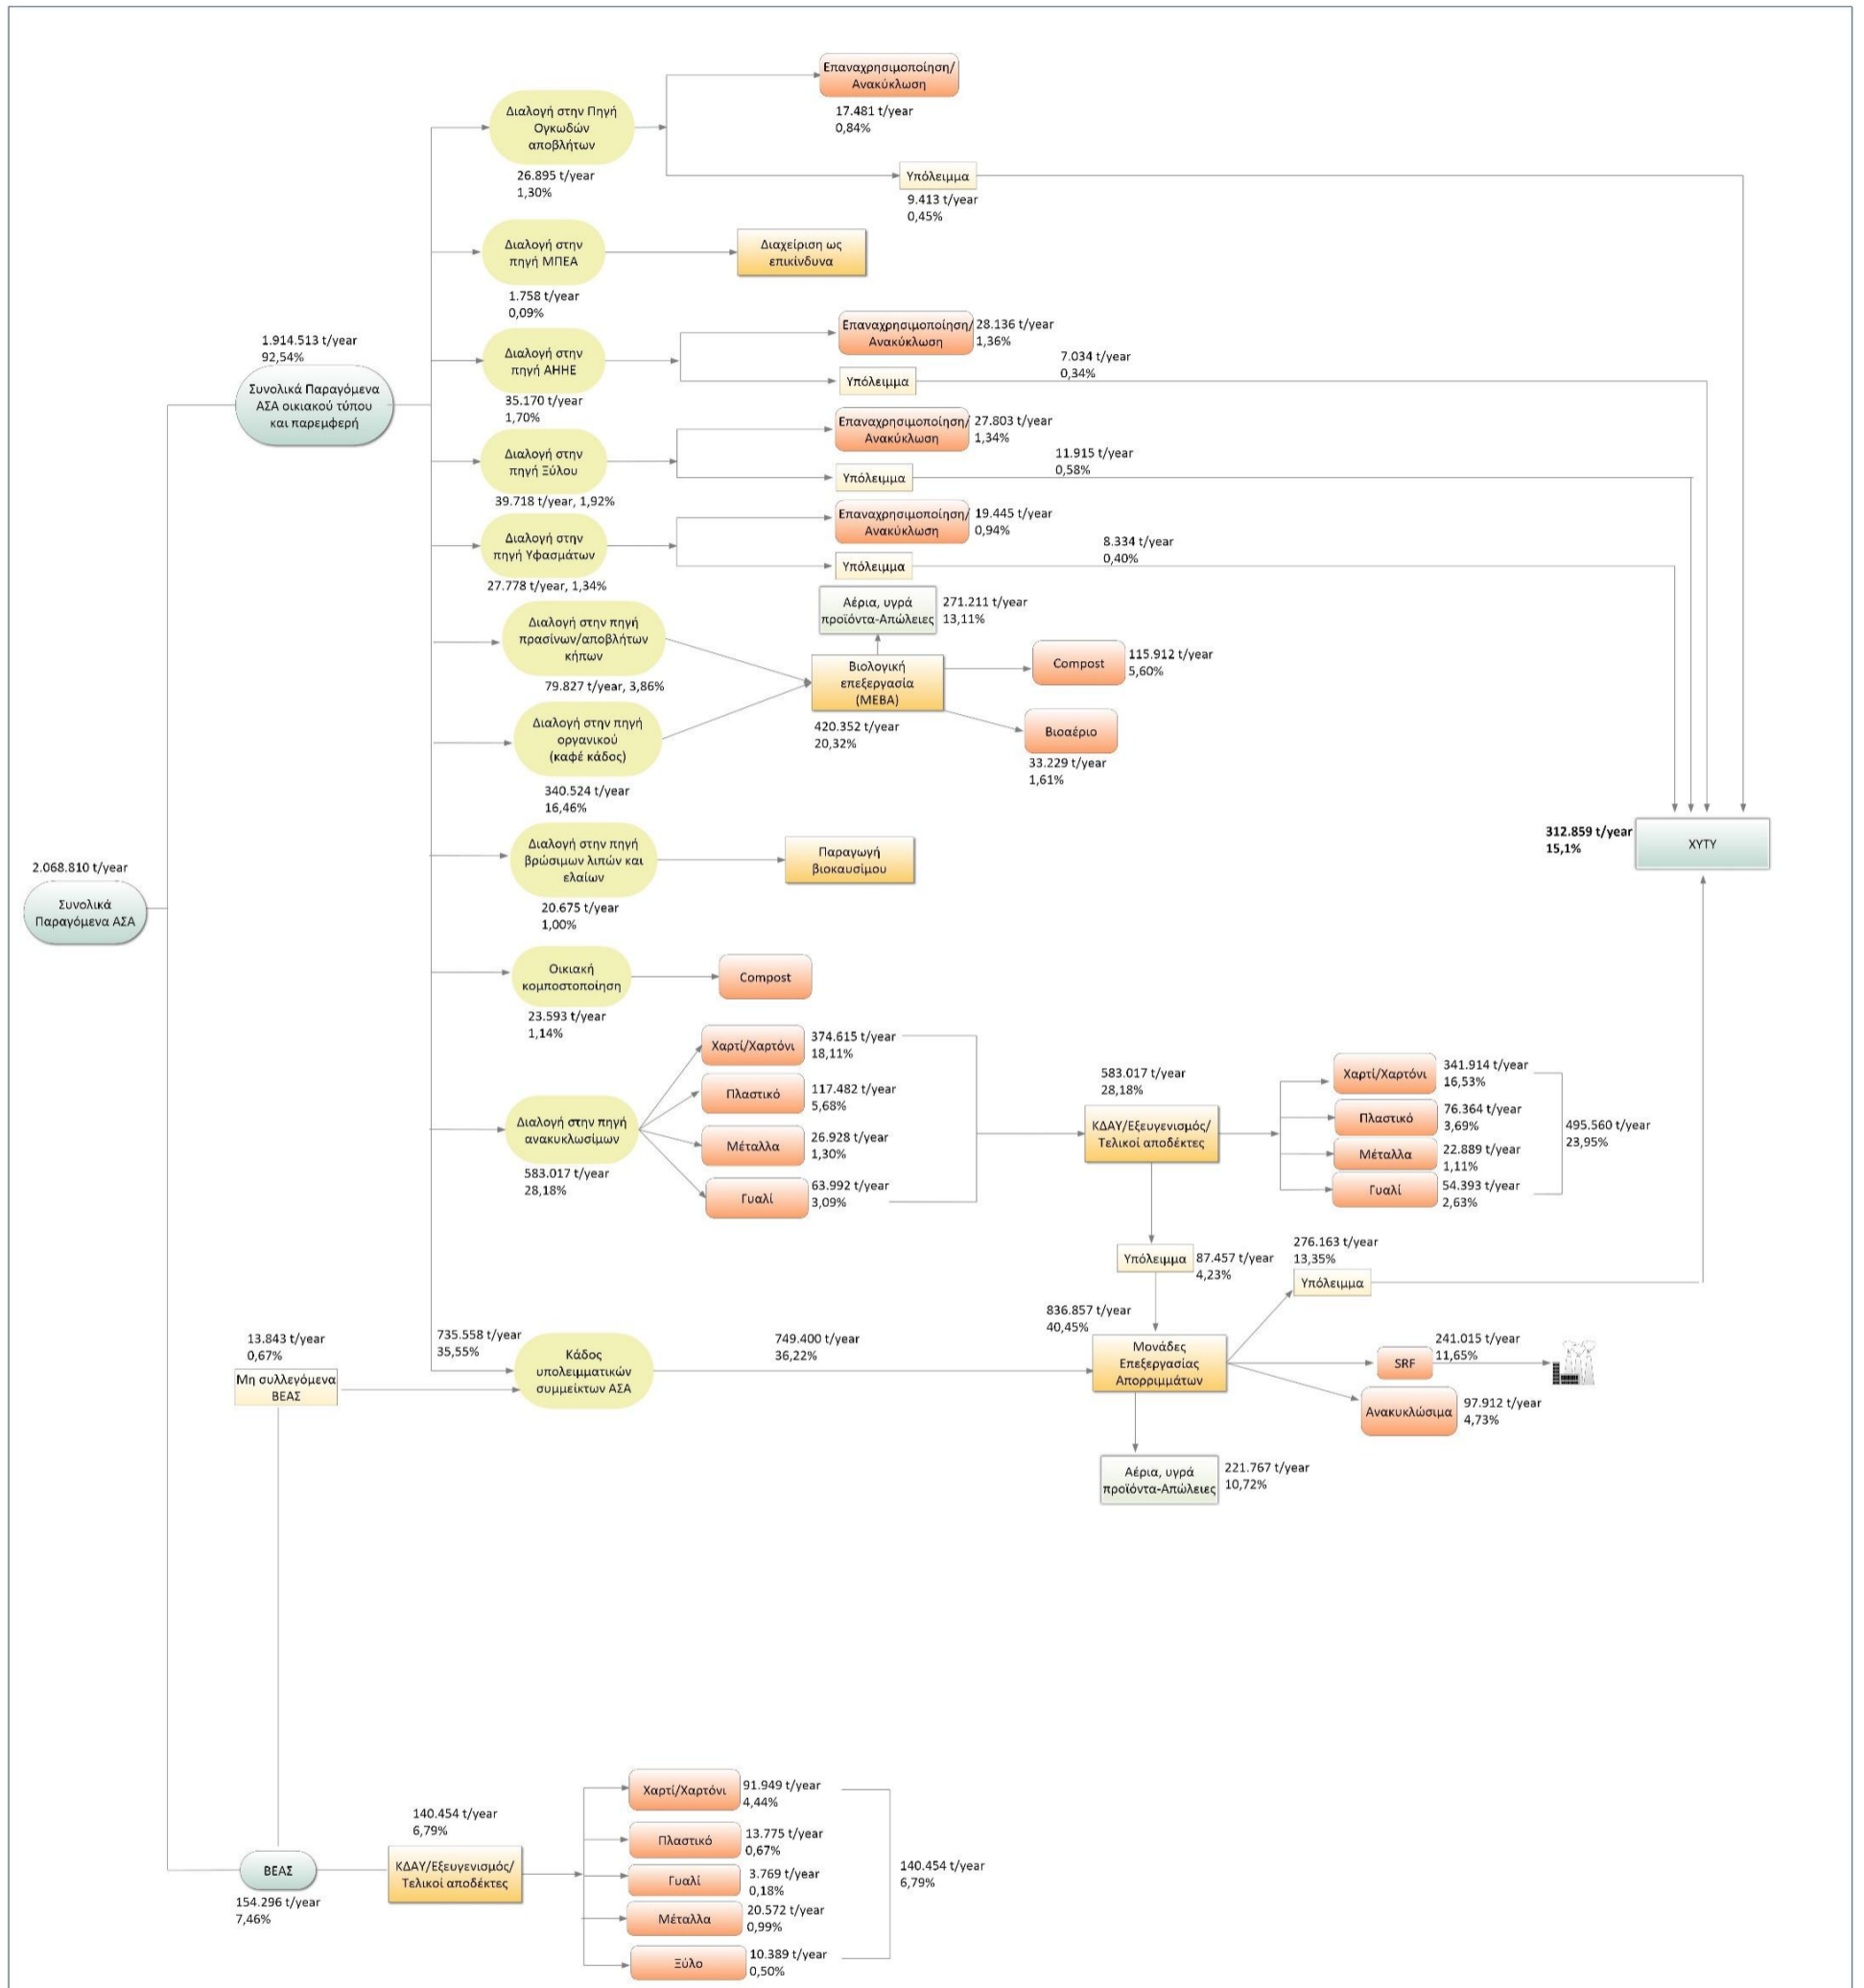 Επαναχρησιμοποίηση/
Ανακύκλωση
17.481 t/year
0,84%
Διαλογή στην Πηγή
Ογκωδών
αποβλήτων
26.895 t/year
1,30%
Υπόλειμμα
9.413 t/year
0,45%
Διαλογή στην
πηγή ΜΠΕΑ
1.758 t/year
0,09%
Διαχείριση ως
επικίνδυνα
1.914.513 t/year
92,54%
Συνολικά Παραγόμενα
ΑΣΑ οικιακού τύπου
και παρεμφερή
Διαλογή στην
πηγή ΑΗΗΕ
35.170 t/year
1,70%
Επαναχρησιμοποίηση/
Ανακύκλωση
28.136 t/year
1,36%
Υπόλειμμα
7.034 t/year
0,34%
Διαλογή στην
πηγή Ξύλου
39.718 t/year, 1,92%
Επαναχρησιμοποίηση/
Ανακύκλωση
27.803 t/year
1,34%
Υπόλειμμα
11.915 t/year
0,58%
Διαλογή στην
πηγή Υφασμάτων
27.778 t/year, 1,34%
Επαναχρησιμοποίηση/
Ανακύκλωση
19.445 t/year
0,94%
Υπόλειμμα
8.334 t/year
0,40%
Αέρια, υγρά
προϊόντα-Απώλειες
271.211 t/year
13,11%
Διαλογή στην πηγή
πρασίνων/αποβλήτων
κήπων
79.827 t/year, 3,86%
Βιολογική
επεξεργασία
(ΜΕΒΑ)
420.352 t/year
20,32%
Compost
115.912 t/year
5,60%
Βιοαέριο
33.229 t/year
1,61%
Διαλογή στην πηγή
οργανικού
(καφέ κάδος)
340.524 t/year
16,46%
312.859 t/year
15,1%
ΧΥΤΥ
2.068.810 t/year
Συνολικά
Παραγόμενα ΑΣΑ
Διαλογή στην πηγή
βρώσιμων λιπών και
ελαίων
20.675 t/year
1,00%
Παραγωγή
βιοκαυσίμου
Οικιακή
κομποστοποίηση
23.593 t/year
1,14%
Compost
Διαλογή στην πηγή
ανακυκλωσίμων
583.017 t/year
28,18%
Χαρτί/Χαρτόνι
374.615 t/year
18,11%
Πλαστικό
117.482 t/year
5,68%
Μέταλλα
26.928 t/year
1,30%
Γυαλί
63.992 t/year
3,09%
583.017 t/year
28,18%
ΚΔΑΥ/Εξευγενισμός/
Τελικοί αποδέκτες
Χαρτί/Χαρτόνι
341.914 t/year
16,53%
Πλαστικό
76.364 t/year
3,69%
Μέταλλα
22.889 t/year
1,11%
Γυαλί
54.393 t/year
2,63%
495.560 t/year
23,95%
Υπόλειμμα
87.457 t/year
4,23%
276.163 t/year
13,35%
Υπόλειμμα
13.843 t/year
0,67%
Μη συλλεγόμενα
ΒΕΑΣ
735.558 t/year
35,55%
Κάδος
υπολειμματικών
συμμείκτων ΑΣΑ
749.400 t/year
36,22%
836.857 t/year
40,45%
Μονάδες
Επεξεργασίας
Απορριμμάτων
SRF
241.015 t/year
11,65%
Ανακυκλώσιμα
97.912 t/year
4,73%
Αέρια, υγρά
προϊόντα-Απώλειες
221.767 t/year
10,72%
ΒΕΑΣ
154.296 t/year
7,46%
140.454 t/year
6,79%
ΚΔΑΥ/Εξευγενισμός/
Τελικοί αποδέκτες
Χαρτί/Χαρτόνι
91.949 t/year
4,44%
Πλαστικό
13.775 t/year
0,67%
Γυαλί
3.769 t/year
0,18%
Μέταλλα
20.572 t/year
0,99%
Ξύλο
10.389 t/year
0,50%
140.454 t/year
6,79%